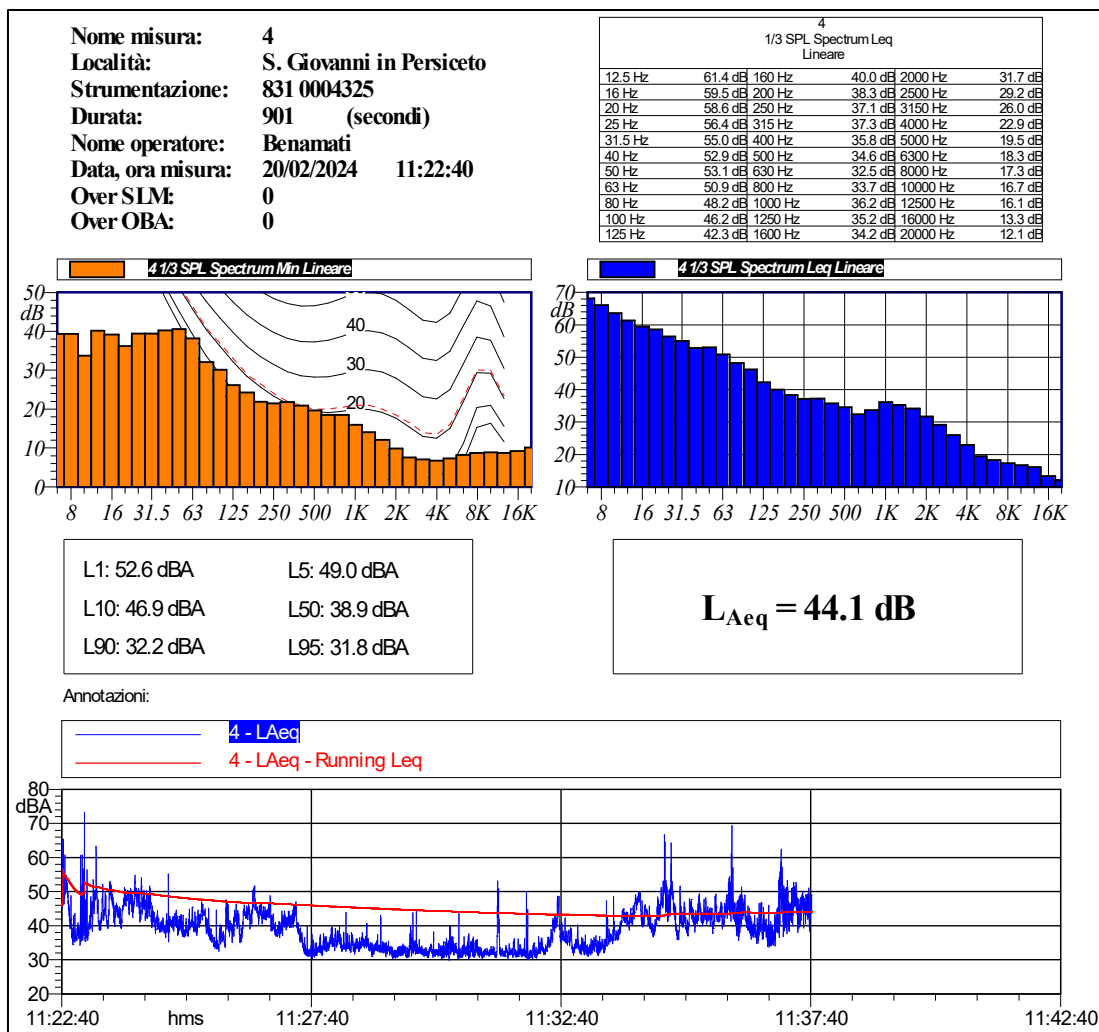 Nome misura: 4
Località: S. Giovanni in Persiceto
Strumentazione: 831 0004325
Durata: 901 (secondi)
Nome operatore: Benamati
Data, ora misura: 20/02/2024 11:22:40
Over SLM: 0
Over OBA: 0
4
1/3 SPL Spectrum Leq
Lineare
12.5 Hz 61.4 dB 160 Hz 40.0 dB 2000 Hz 31.7 dB
16 Hz 59.5 dB 200 Hz 38.3 dB 2500 Hz 29.2 dB
20 Hz 58.6 dB 250 Hz 37.1 dB 3150 Hz 26.0 dB
25 Hz 56.4 dB 315 Hz 37.3 dB 4000 Hz 22.9 dB
31.5 Hz 55.0 dB 400 Hz 35.8 dB 5000 Hz 19.5 dB
40 Hz 52.9 dB 500 Hz 34.6 dB 6300 Hz 18.3 dB
50 Hz 53.1 dB 630 Hz 32.5 dB 8000 Hz 17.3 dB
63 Hz 50.9 dB 800 Hz 33.7 dB 10000 Hz 16.7 dB
80 Hz 48.2 dB 1000 Hz 36.2 dB 12500 Hz 16.1 dB
100 Hz 46.2 dB 1250 Hz 35.2 dB 16000 Hz 13.3 dB
125 Hz 42.3 dB 1600 Hz 34.2 dB 20000 Hz 12.1 dB
4 1/3 SPL Spectrum Min Lineare
50
dB
40
30
20
10
0
40
30
20
8 16 31.5 63 125 250 500 1K 2K 4K 8K 16K
4 1/3 SPL Spectrum Leq Lineare
70
dB
60
50
40
30
20
10
8 16 31.5 63 125 250 500 1K 2K 4K 8K 16K
L1: 52.6 dBA L5: 49.0 dBA
L10: 46.9 dBA L50: 38.9 dBA
L90: 32.2 dBA L95: 31.8 dBA
LAeq = 44.1 dB
Annotazioni:
4 - LAeq
4 - LAeq - Running Leq
80
dBA
70
60
50
40
30
20
11:22:40 hms 11:27:40 11:32:40 11:37:40 11:42:40